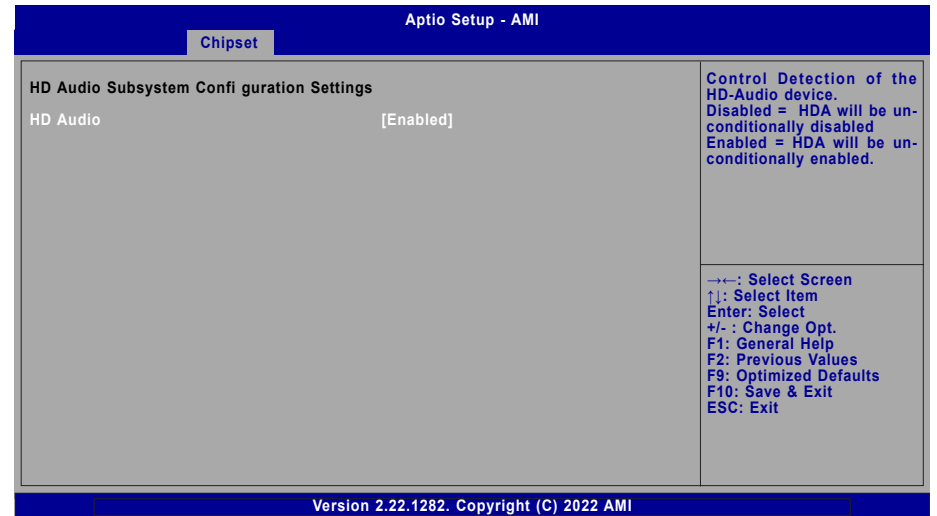 Aptio Setup - AMI
Chipset
HD Audio Subsystem Confi guration Settings
HD Audio [Enabled]
Control Detection of the
HD-Audio device.
Disabled = HDA will be un-
conditionally disabled
Enabled = HDA will be un-
conditionally enabled.
→←: Select Screen
↑↓: Select Item
Enter: Select
+/- : Change Opt.
F1: General Help
F2: Previous Values
F9: Optimized Defaults
F10: Save & Exit
ESC: Exit
Version 2.22.1282. Copyright (C) 2022 AMI